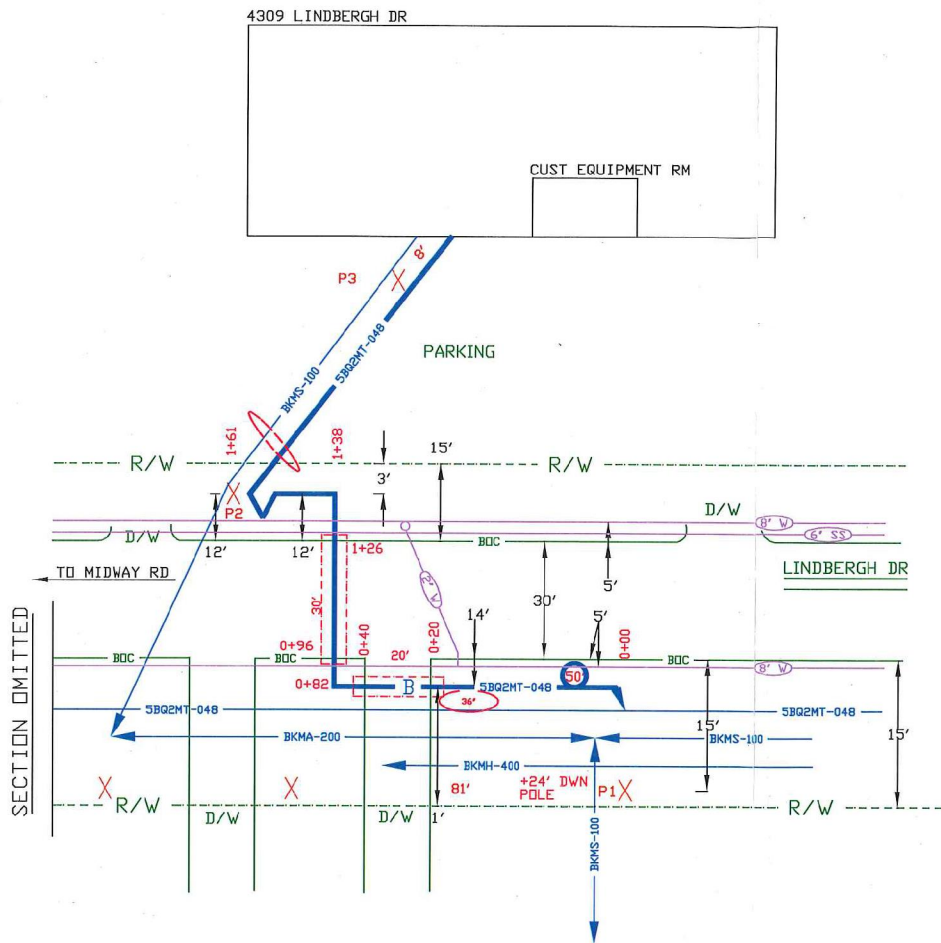 4309 LINDBERGH DR
CUST EQUIPMENT RM
P3
8'
BKMS-100
5BQ2MT-048
PARKING
1+61
1+38
R/W
15'
3'
R/W
P2
D/W
8' W
D/W
12'
12'
1+26
BOC
6' SS
TO MIDWAY RD
5'
LINDBERGH DR
30'
2' W
30'
14'
5'
SECTION OMITTED
0+96
0+40
0+20
0+00
BOC
BOC
20'
BOC
8' W
0+82
B
5BQ2MT-048
50'
36'
5BQ2MT-048
5BQ2MT-048
15'
15'
BKMA-200
BKMS-100
BKMH-400
81'
+24' DWN
POLE
P1
R/W
D/W
D/W
1'
R/W
BKMS-100